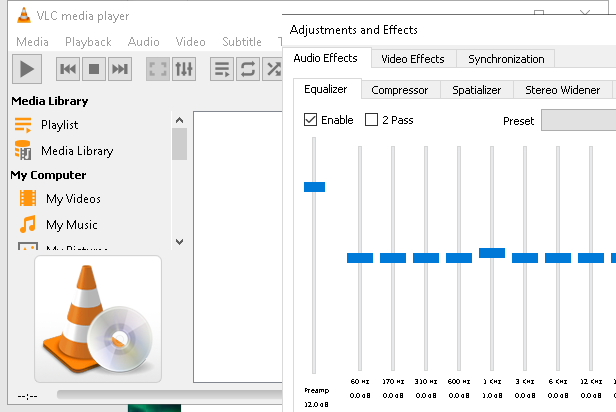 VLC media player
Media Playback Audio Video Subtitle
Media Library
Playlist
Media Library
My Computer
My Videos
My Music
My Pictures
--:--
Adjustments and Effects
Audio Effects Video Effects Synchronization
Equalizer Compressor Spatializer Stereo Widener
Enable 2 Pass Preset
60 Hz 170 Hz 310 Hz 600 Hz 1 KHz 3 KHz 6 KHz 12 KHz
Preamp 0.0 dB 0.0 dB 0.0 dB 0.0 dB 1.0 dB 0.0 dB 0.0 dB 0.0 dB
12.0 dB